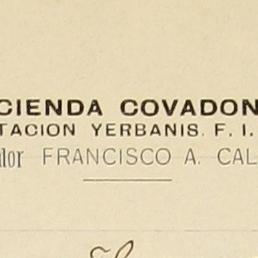 CIENDA COVADON
TACION YERBANIS. F. I.
dor FRANCISCO A. CAL